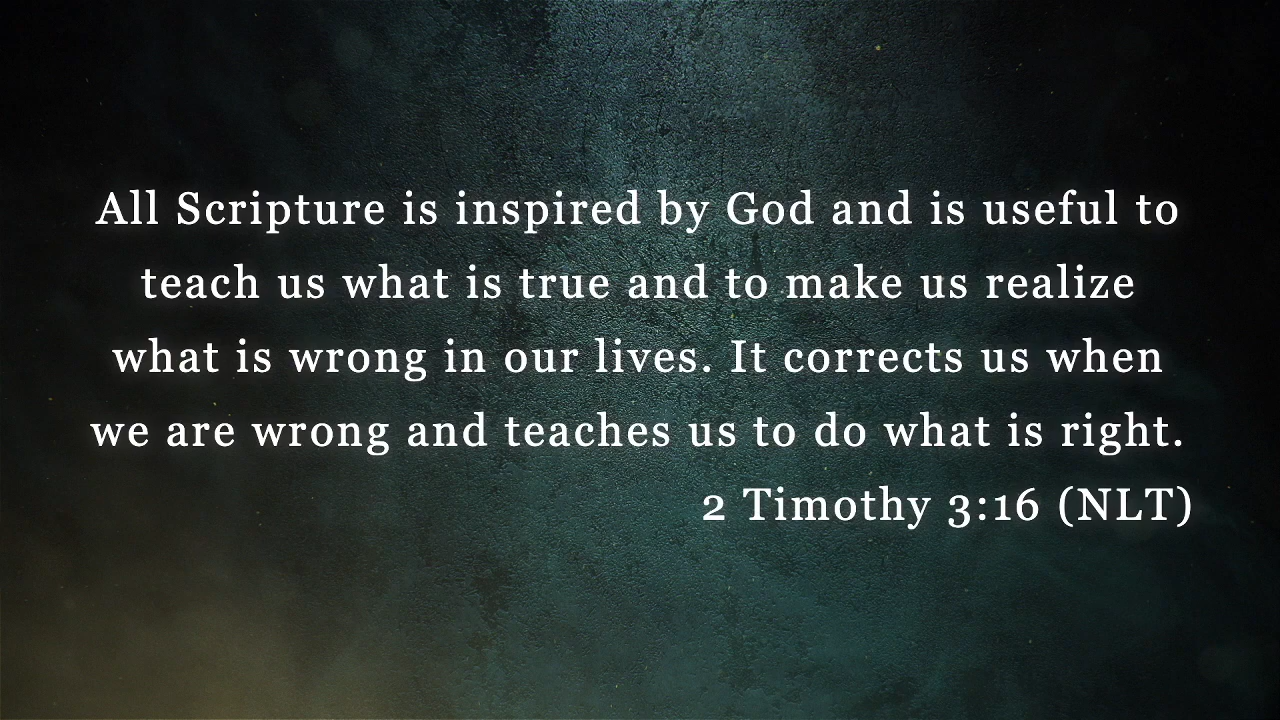 All Scripture is inspired by God and is useful to
teach us what is true and to make us realize
what is wrong in our lives. It corrects us when
we are wrong and teaches us to do what is right.
2 Timothy 3:16 (NLT)